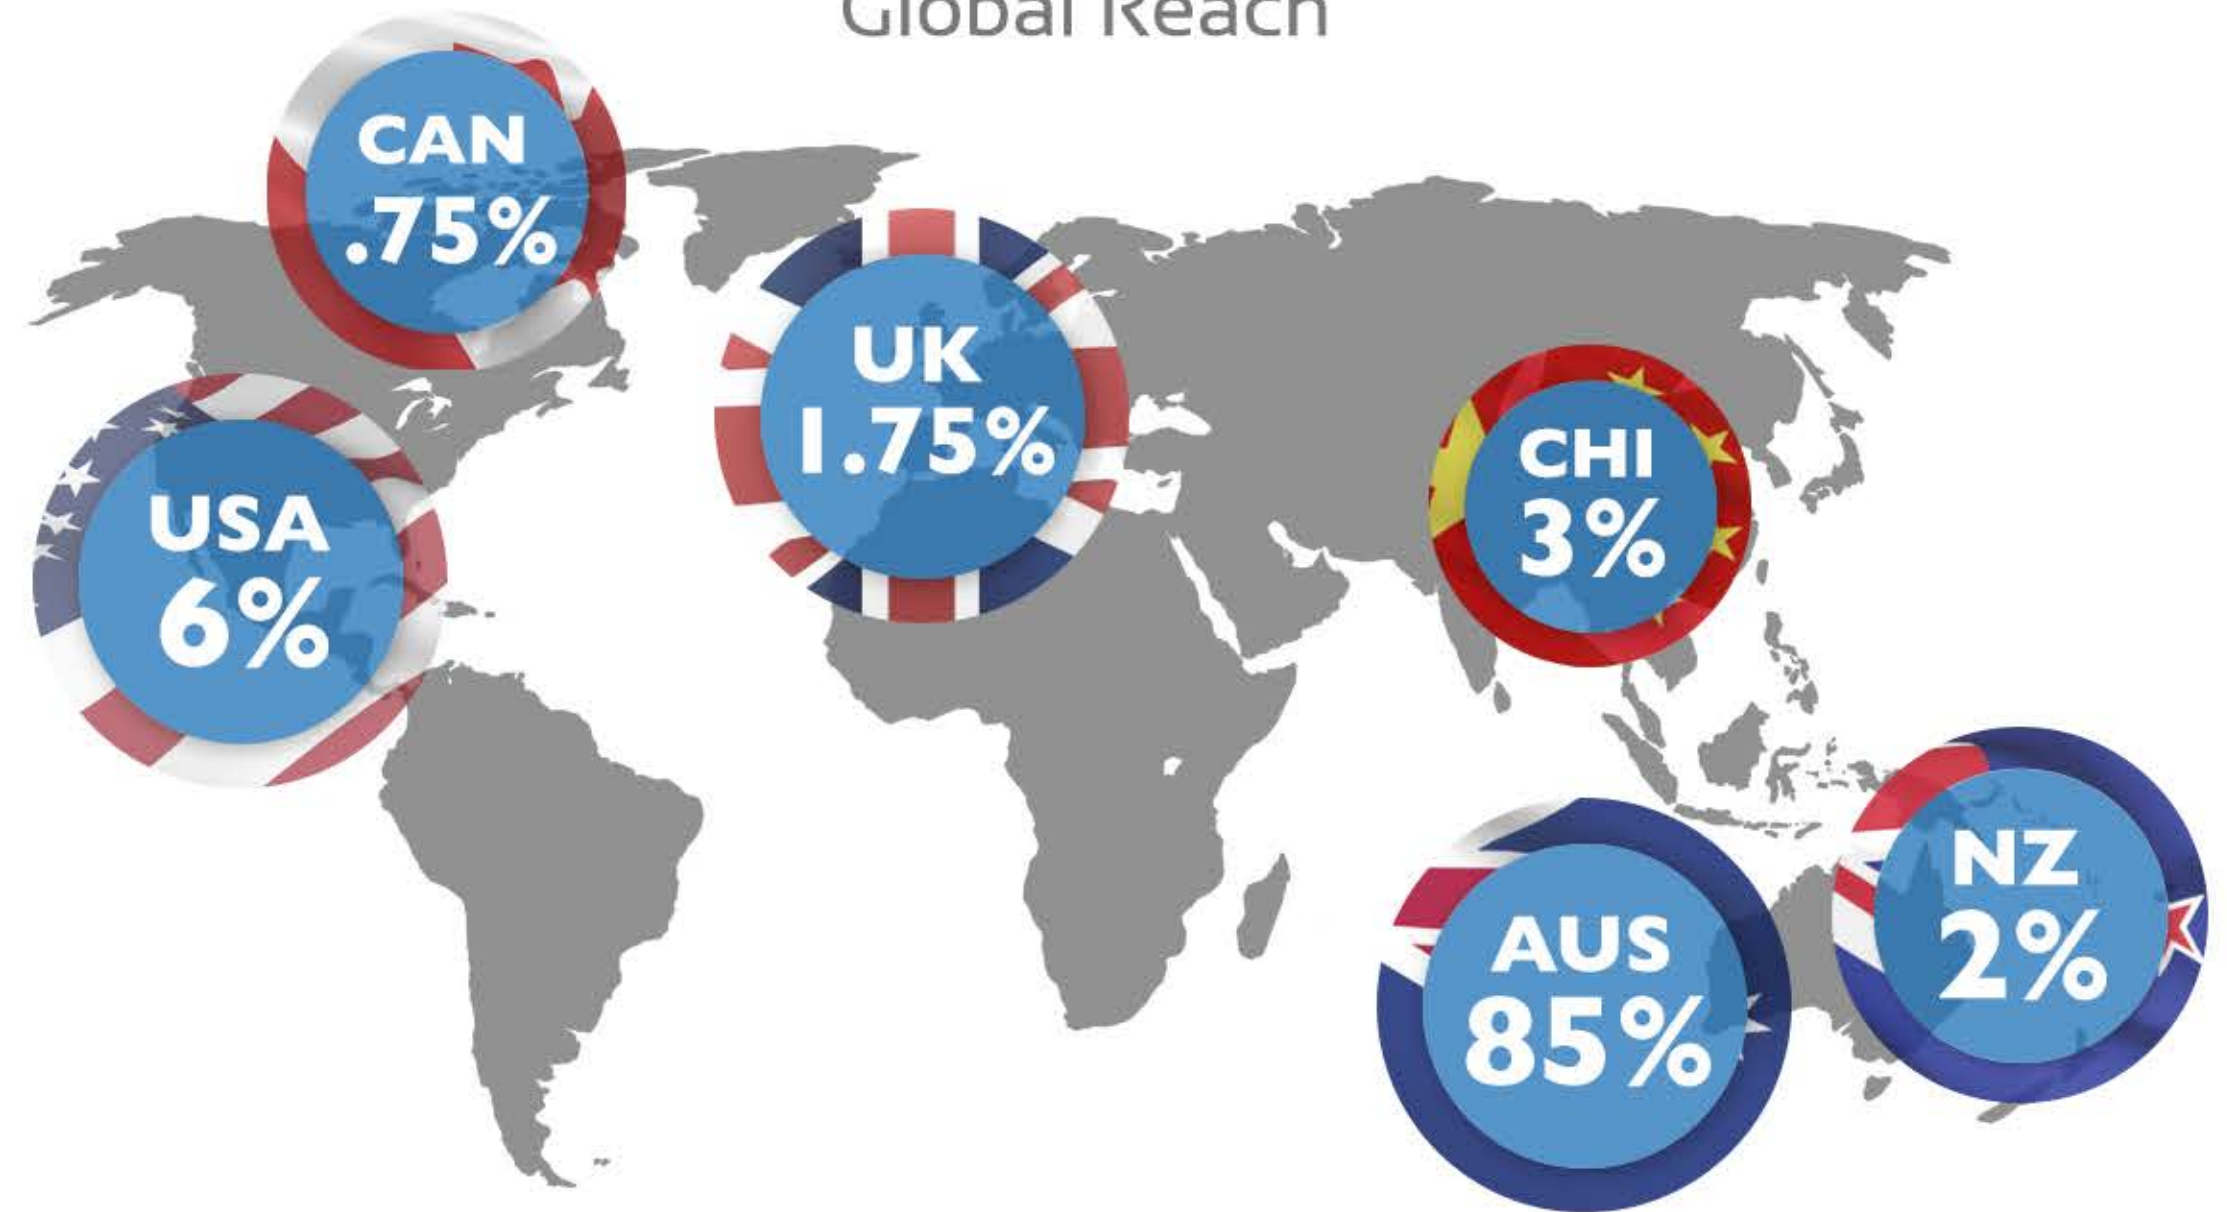 Global Reach
CAN
.75%
UK
1.75%
USA
6%
CHI
3%
NZ
2%
AUS
85%